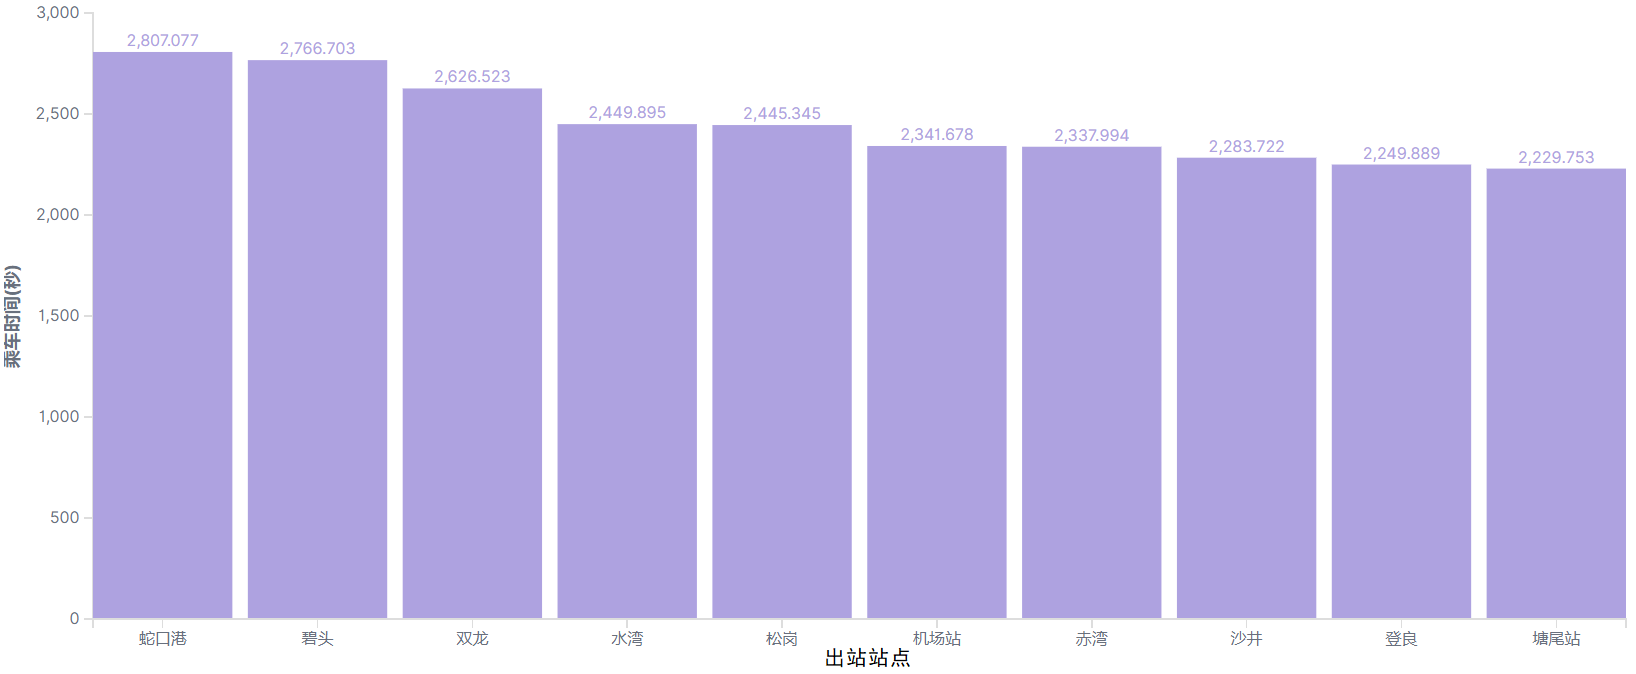 3,000
2,500
2,000
1,500
1,000
500
0
乘车时间(秒)
2,807.077
2,766.703
2,626.523
2,449.895
2,445.345
2,341.678
2,337.994
2,283.722
2,249.889
2,229.753
蛇口港
碧头
双龙
水湾
松岗
机场站
赤湾
沙井
登良
塘尾站
出站站点